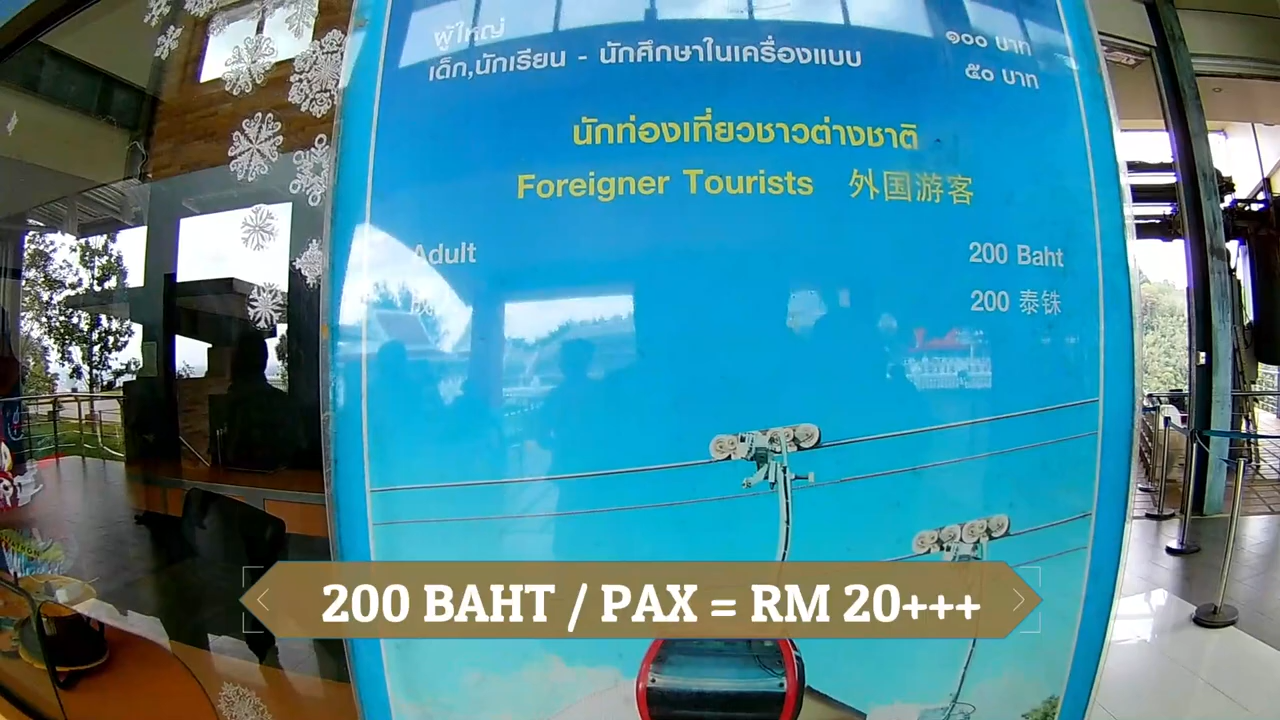 ผู้ใหญ่ ๑๐๐ บาท
เด็ก,นักเรียน - นักศึกษาในเครื่องแบบ ๕๐ บาท
นักท่องเที่ยวชาวต่างชาติ
Foreigner Tourists 外国游客
Adult 200 Baht
200 泰铢
200 BAHT / PAX = RM 20+++